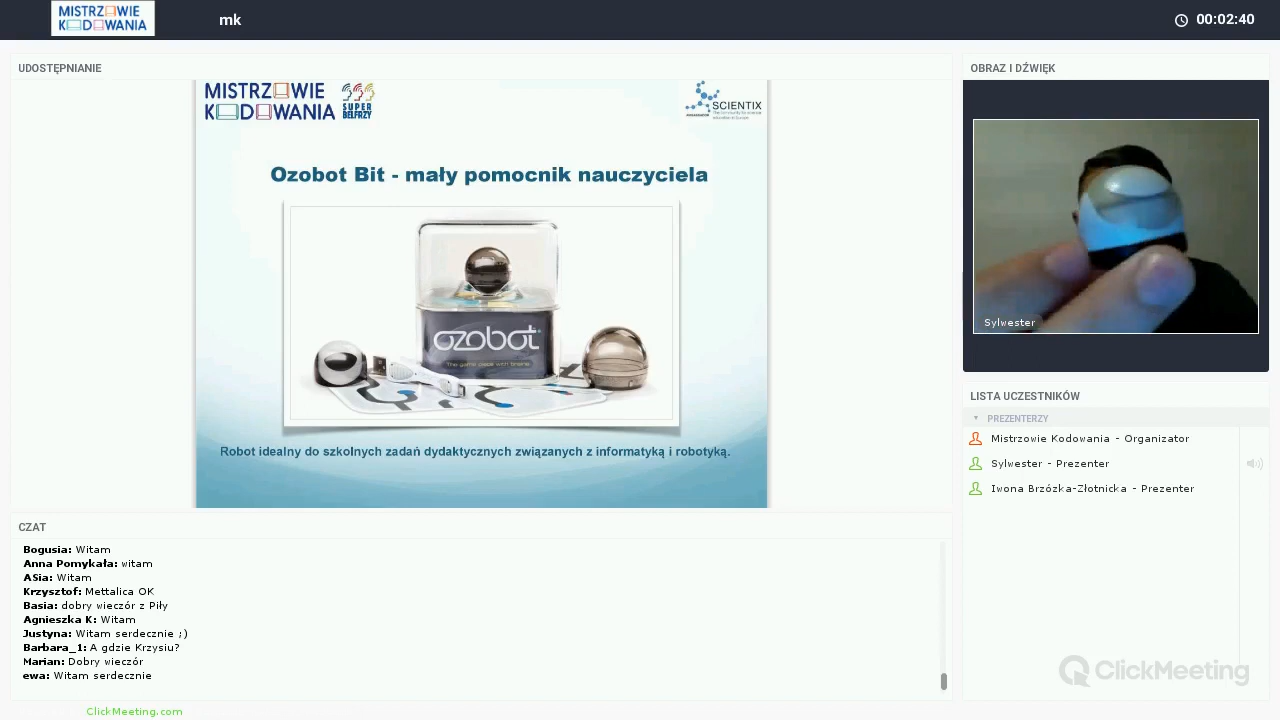 MISTRZOWIE
KODOWANIA
mk
00:02:40
UDOSTĘPNIANIE
MISTRZOWIE
KODOWANIA
SUPER
BELFRZY
SCIENTIX
Ozobot Bit - mały pomocnik nauczyciela
ozobot
Robot idealny do szkolnych zadań dydaktycznych związanych z informatyką i robotyką.
OBRAZ I DŹWIĘK
Sylwester
LISTA UCZESTNIKÓW
PREZENTERZY
Mistrzowie Kodowania - Organizator
Sylwester - Prezenter
Iwona Brzózka-Złotnicka - Prezenter
CZAT
Bogusia: Witam
Anna Pomykała: witam
ASia: Witam
Krzysztof: Mettalica OK
Basia: dobry wieczór z Piły
Agnieszka K: Witam
Justyna: Witam serdecznie ;)
Barbara_1: A gdzie Krzysiu?
Marian: Dobry wieczór
ewa: Witam serdecznie
ClickMeeting
ClickMeeting.com